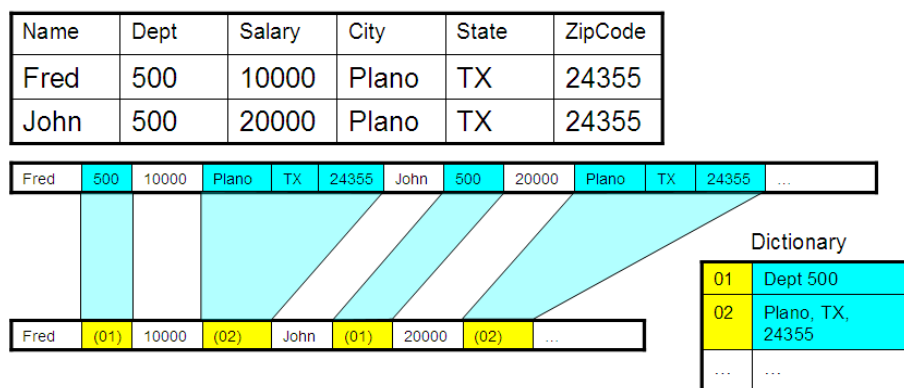 Name Dept Salary City State ZipCode
Fred 500 10000 Plano TX 24355
John 500 20000 Plano TX 24355
Fred 500 10000 Plano TX 24355 John 500 20000 Plano TX 24355 ...
Dictionary
01 Dept 500
02 Plano, TX,
24355
... ...
Fred (01) 10000 (02) John (01) 20000 (02) ...